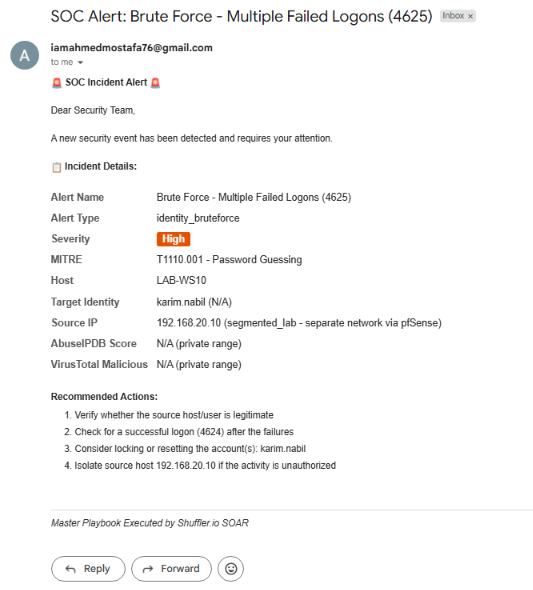 SOC Alert: Brute Force - Multiple Failed Logons (4625) Inbox x
A
iamahmedmostafa76@gmail.com
to me
🚨 SOC Incident Alert 🚨
Dear Security Team,
A new security event has been detected and requires your attention.
📋 Incident Details:
Alert Name Brute Force - Multiple Failed Logons (4625)
Alert Type identity_bruteforce
Severity High
MITRE T1110.001 - Password Guessing
Host LAB-WS10
Target Identity karim.nabil (N/A)
Source IP 192.168.20.10 (segmented_lab - separate network via pfSense)
AbuseIPDB Score N/A (private range)
VirusTotal Malicious N/A (private range)
Recommended Actions:
1. Verify whether the source host/user is legitimate
2. Check for a successful logon (4624) after the failures
3. Consider locking or resetting the account(s): karim.nabil
4. Isolate source host 192.168.20.10 if the activity is unauthorized
Master Playbook Executed by Shuffler.io SOAR
Reply Forward